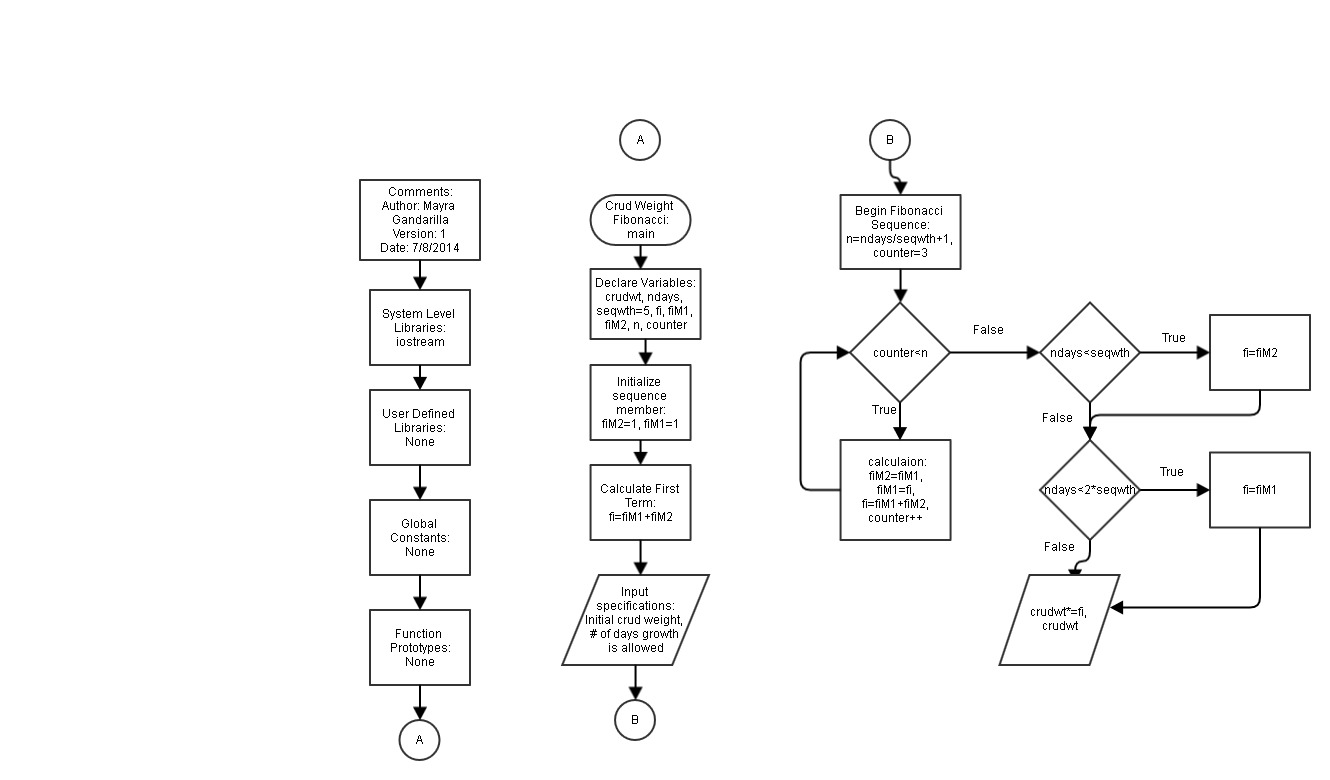 Comments:
Author: Mayra
Gandarilla
Version: 1
Date: 7/8/2014
System Level
Libraries:
iostream
User Defined
Libraries:
None
Global
Constants:
None
Function
Prototypes:
None
A
A
Crud Weight
Fibonacci:
main
Declare Variables:
crudwt, ndays,
seqwth=5, fi, fiM1,
fiM2, n, counter
Initialize
sequence
member:
fiM2=1, fiM1=1
Calculate First
Term:
fi=fiM1+fiM2
Input
specifications:
Initial crud weight,
# of days growth
is allowed
B
B
Begin Fibonacci
Sequence:
n=ndays/seqwth+1,
counter=3
counter<n
True
calculaion:
fiM2=fiM1,
fiM1=fi,
fi=fiM1+fiM2,
counter++
False
ndays<seqwth
True
fi=fiM2
False
ndays<2*seqwth
True
fi=fiM1
False
crudwt*=fi,
crudwt